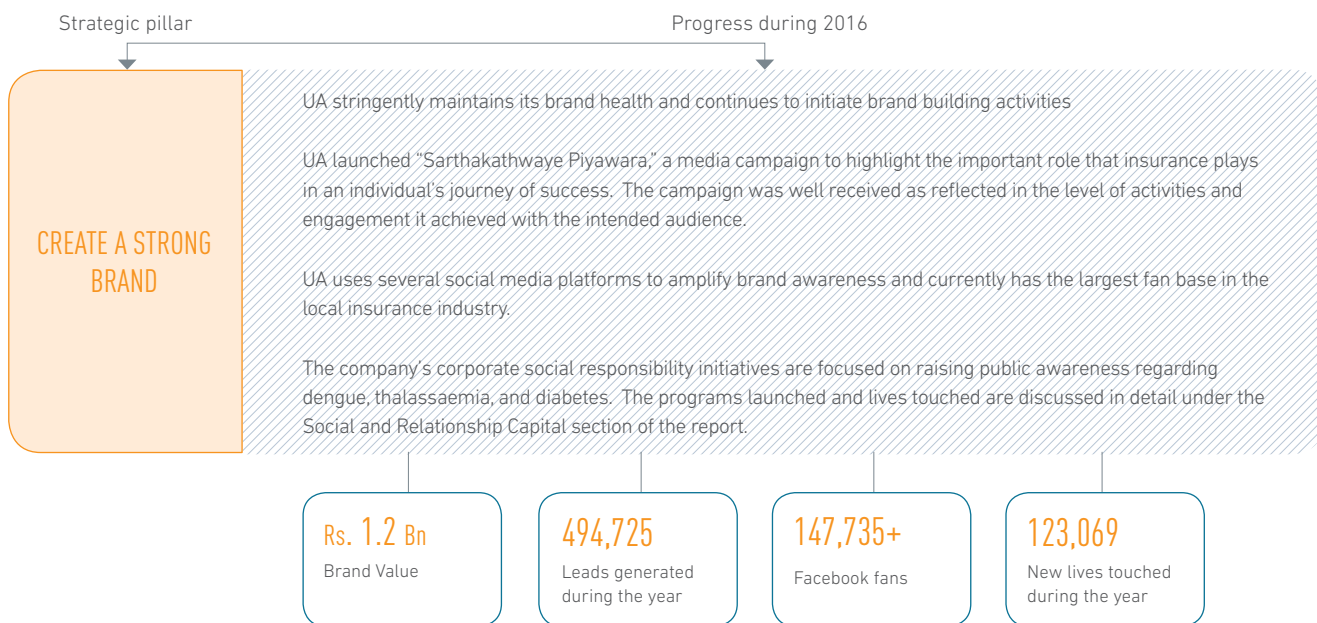 Strategic pillar
Progress during 2016
CREATE A STRONG
BRAND
UA stringently maintains its brand health and continues to initiate brand building activities
UA launched “Sarthakathwaye Piyawara,” a media campaign to highlight the important role that insurance plays
in an individual’s journey of success.  The campaign was well received as reflected in the level of activities and
engagement it achieved with the intended audience.
UA uses several social media platforms to amplify brand awareness and currently has the largest fan base in the
local insurance industry.
The company’s corporate social responsibility initiatives are focused on raising public awareness regarding
dengue, thalassaemia, and diabetes.  The programs launched and lives touched are discussed in detail under the
Social and Relationship Capital section of the report.
Rs. 1.2 Bn
Brand Value
494,725
Leads generated
during the year
147,735+
Facebook fans
123,069
New lives touched
during the year